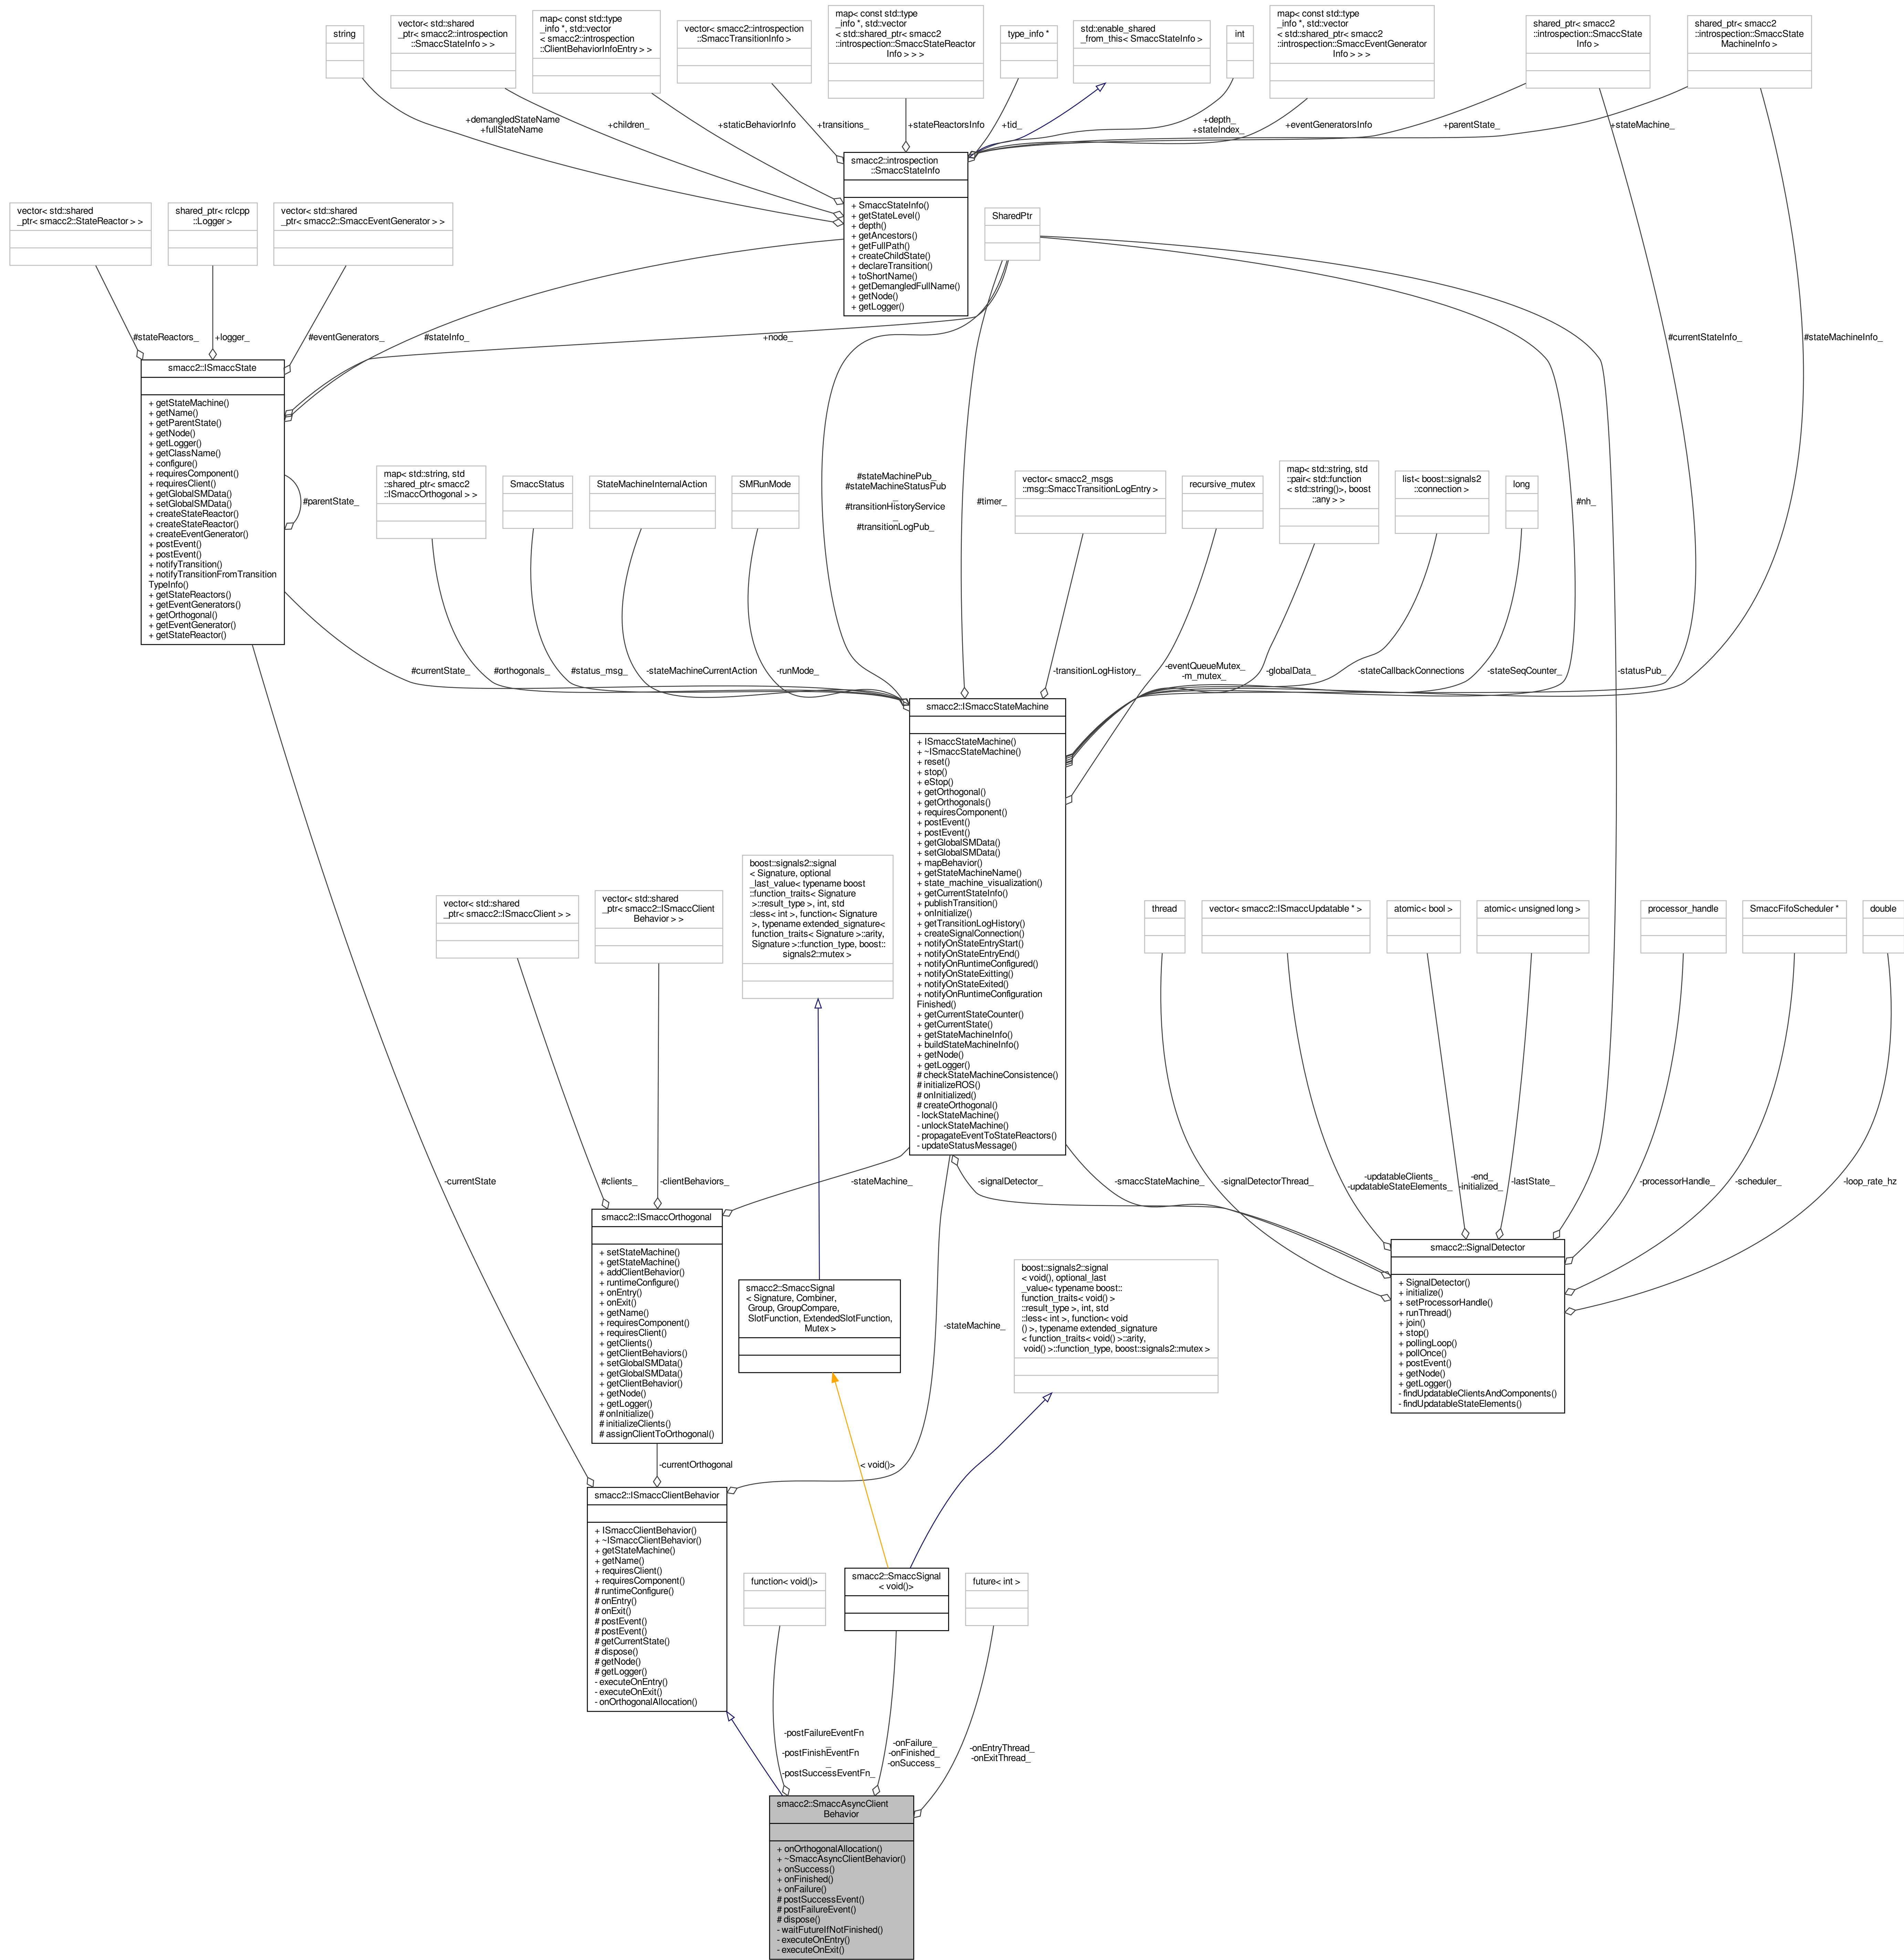 string
vector< std::shared
_ptr< smacc2::introspection
::SmaccStateInfo > >
map< const std::type
_info *, std::vector
< smacc2::introspection
::ClientBehaviorInfoEntry > >
vector< smacc2::introspection
::SmaccTransitionInfo >
map< const std::type
_info *, std::vector
< std::shared_ptr< smacc2
::introspection::SmaccStateReactor
Info > > >
type_info *
std::enable_shared
_from_this< SmaccStateInfo >
int
map< const std::type
_info *, std::vector
< std::shared_ptr< smacc2
::introspection::SmaccEventGenerator
Info > > >
shared_ptr< smacc2
::introspection::SmaccState
Info >
shared_ptr< smacc2
::introspection::SmaccState
MachineInfo >
+demangledStateName
+fullStateName
+children_
+staticBehaviorInfo
+transitions_
+stateReactorsInfo
+tid_
+depth_
+stateIndex_
+eventGeneratorsInfo
+parentState_
+stateMachine_
smacc2::introspection
::SmaccStateInfo
+ SmaccStateInfo()
+ getStateLevel()
+ depth()
+ getAncestors()
+ getFullPath()
+ createChildState()
+ declareTransition()
+ toShortName()
+ getDemangledFullName()
+ getNode()
+ getLogger()
vector< std::shared
_ptr< smacc2::StateReactor > >
shared_ptr< rclcpp
::Logger >
vector< std::shared
_ptr< smacc2::SmaccEventGenerator > >
SharedPtr
#stateReactors_
+logger_
#eventGenerators_
#stateInfo_
+node_
#currentStateInfo_
#stateMachineInfo_
smacc2::ISmaccState
+ getStateMachine()
+ getName()
+ getParentState()
+ getNode()
+ getLogger()
+ getClassName()
+ configure()
+ requiresComponent()
+ requiresClient()
+ getGlobalSMData()
+ setGlobalSMData()
+ createStateReactor()
+ createStateReactor()
+ createEventGenerator()
+ postEvent()
+ postEvent()
+ notifyTransition()
+ notifyTransitionFromTransition
TypeInfo()
+ getStateReactors()
+ getEventGenerators()
+ getOrthogonal()
+ getEventGenerator()
+ getStateReactor()
#parentState_
map< std::string, std
::shared_ptr< smacc2
::ISmaccOrthogonal > >
SmaccStatus
StateMachineInternalAction
SMRunMode
#stateMachinePub_
#stateMachineStatusPub
_
#transitionHistoryService
_
#transitionLogPub_
#timer_
vector< smacc2_msgs
::msg::SmaccTransitionLogEntry >
recursive_mutex
map< std::string, std
::pair< std::function
< std::string()>, boost
::any > >
list< boost::signals2
::connection >
long
#nh_
#currentState_
#orthogonals_
#status_msg_
-stateMachineCurrentAction
-runMode_
-transitionLogHistory_
-eventQueueMutex_
-m_mutex_
-globalData_
-stateCallbackConnections
-stateSeqCounter_
-statusPub_
smacc2::ISmaccStateMachine
+ ISmaccStateMachine()
+ ~ISmaccStateMachine()
+ reset()
+ stop()
+ eStop()
+ getOrthogonal()
+ getOrthogonals()
+ requiresComponent()
+ postEvent()
+ postEvent()
+ getGlobalSMData()
+ setGlobalSMData()
+ mapBehavior()
+ getStateMachineName()
+ state_machine_visualization()
+ getCurrentStateInfo()
+ publishTransition()
+ onInitialize()
+ getTransitionLogHistory()
+ createSignalConnection()
+ notifyOnStateEntryStart()
+ notifyOnStateEntryEnd()
+ notifyOnRuntimeConfigured()
+ notifyOnStateExitting()
+ notifyOnStateExited()
+ notifyOnRuntimeConfiguration
Finished()
+ getCurrentStateCounter()
+ getCurrentState()
+ getStateMachineInfo()
+ buildStateMachineInfo()
+ getNode()
+ getLogger()
# checkStateMachineConsistence()
# initializeROS()
# onInitialized()
# createOrthogonal()
- lockStateMachine()
- unlockStateMachine()
- propagateEventToStateReactors()
- updateStatusMessage()
vector< std::shared
_ptr< smacc2::ISmaccClient > >
vector< std::shared
_ptr< smacc2::ISmaccClient
Behavior > >
boost::signals2::signal
< Signature, optional
_last_value< typename boost
::function_traits< Signature
>::result_type >, int, std
::less< int >, function< Signature
>, typename extended_signature<
function_traits< Signature >::arity,
Signature >::function_type, boost::
signals2::mutex >
thread
vector< smacc2::ISmaccUpdatable * >
atomic< bool >
atomic< unsigned long >
processor_handle
SmaccFifoScheduler *
double
-currentState
#clients_
-clientBehaviors_
-stateMachine_
-signalDetector_
-smaccStateMachine_
-signalDetectorThread_
-updatableClients_
-updatableStateElements_
-end_
-initialized_
-lastState_
-processorHandle_
-scheduler_
-loop_rate_hz
smacc2::ISmaccOrthogonal
+ setStateMachine()
+ getStateMachine()
+ addClientBehavior()
+ runtimeConfigure()
+ onEntry()
+ onExit()
+ getName()
+ requiresComponent()
+ requiresClient()
+ getClients()
+ getClientBehaviors()
+ setGlobalSMData()
+ getGlobalSMData()
+ getClientBehavior()
+ getNode()
+ getLogger()
# onInitialize()
# initializeClients()
# assignClientToOrthogonal()
smacc2::SmaccSignal
< Signature, Combiner,
Group, GroupCompare,
SlotFunction, ExtendedSlotFunction,
Mutex >
-stateMachine_
boost::signals2::signal
< void(), optional_last
_value< typename boost::
function_traits< void() >
::result_type >, int, std
::less< int >, function< void
() >, typename extended_signature
< function_traits< void() >::arity,
void() >::function_type, boost::signals2::mutex >
smacc2::SignalDetector
+ SignalDetector()
+ initialize()
+ setProcessorHandle()
+ runThread()
+ join()
+ stop()
+ pollingLoop()
+ pollOnce()
+ postEvent()
+ getNode()
+ getLogger()
- findUpdatableClientsAndComponents()
- findUpdatableStateElements()
-currentOrthogonal
< void()>
smacc2::ISmaccClientBehavior
+ ISmaccClientBehavior()
+ ~ISmaccClientBehavior()
+ getStateMachine()
+ getName()
+ requiresClient()
+ requiresComponent()
# runtimeConfigure()
# onEntry()
# onExit()
# postEvent()
# postEvent()
# getCurrentState()
# dispose()
# getNode()
# getLogger()
- executeOnEntry()
- executeOnExit()
- onOrthogonalAllocation()
function< void()>
smacc2::SmaccSignal
< void()>
future< int >
-postFailureEventFn
_
-postFinishEventFn
_
-postSuccessEventFn_
-onFailure_
-onFinished_
-onSuccess_
-onEntryThread_
-onExitThread_
smacc2::SmaccAsyncClient
Behavior
+ onOrthogonalAllocation()
+ ~SmaccAsyncClientBehavior()
+ onSuccess()
+ onFinished()
+ onFailure()
# postSuccessEvent()
# postFailureEvent()
# dispose()
- waitFutureIfNotFinished()
- executeOnEntry()
- executeOnExit()